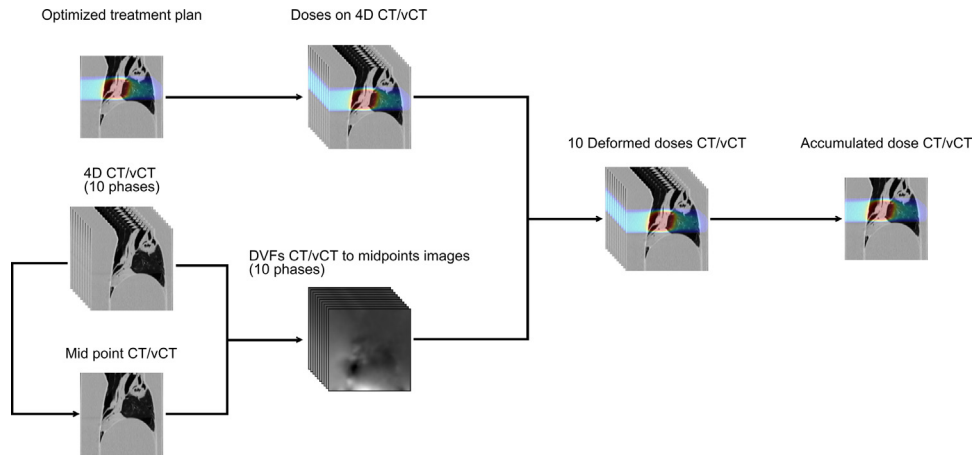 Optimized treatment plan
Doses on 4D CT/vCT
10 Deformed doses CT/vCT
Accumulated dose CT/vCT
4D CT/vCT
(10 phases)
DVFs CT/vCT to midpoints images
(10 phases)
Mid point CT/vCT